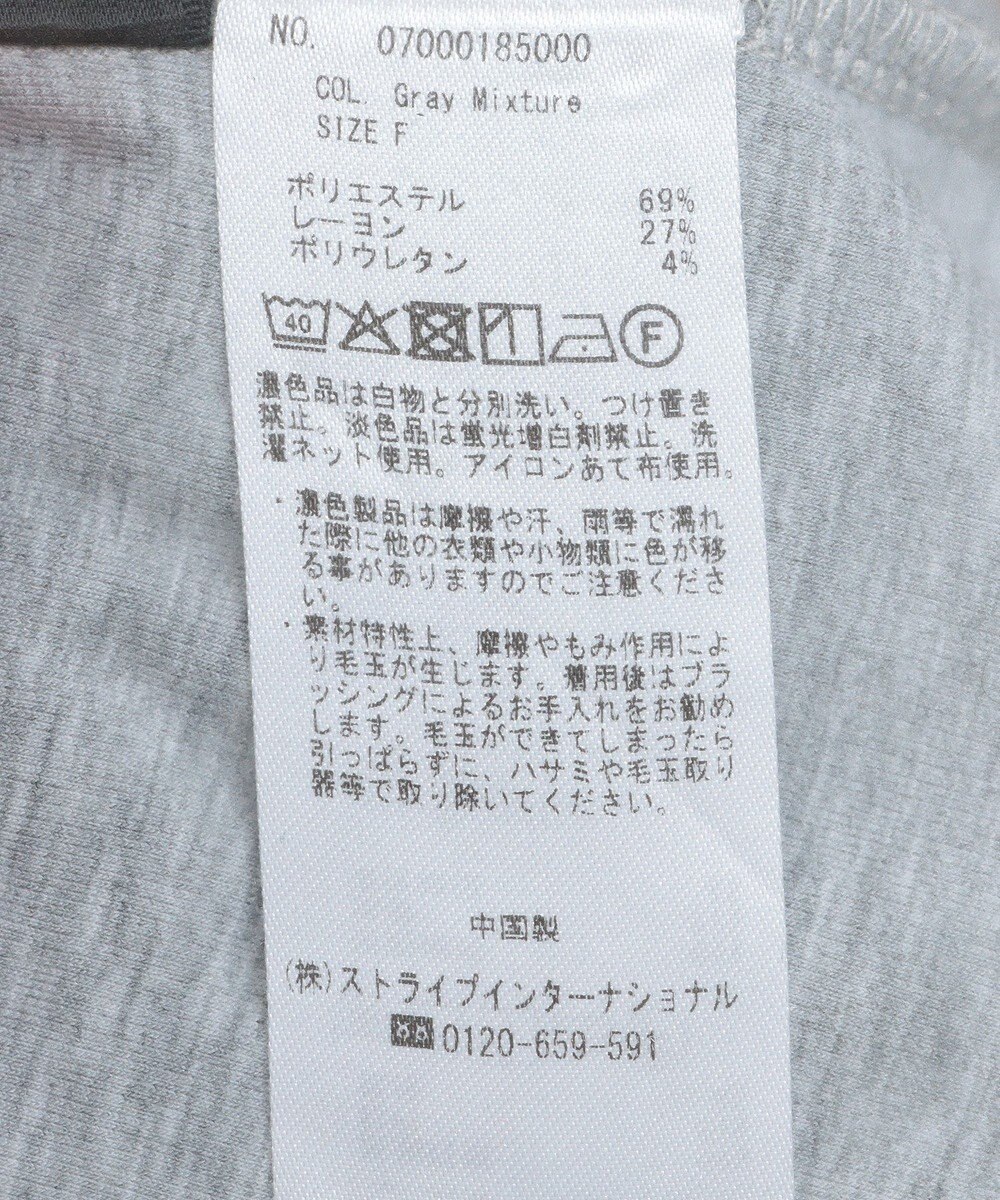 NO. 07000185000
COL. Gray Mixture
SIZE F
ポリエステル 69%
レーヨン 27%
ポリウレタン 4%
40 F
濃色品は白物と分別洗い。つけ置き
禁止。淡色品は蛍光増白剤禁止。洗
濯ネット使用。アイロンあて布使用。
・濃色製品は摩擦や汗、雨等で濡れ
た際に他の衣類や小物類に色が移
る事がありますのでご注意くださ
い。
・素材特性上、摩擦やもみ作用によ
り毛玉が生じます。着用後はブラ
ッシングによるお手入れをお勧め
します。毛玉ができてしまったら
引っぱらずに、ハサミや毛玉取り
器等で取り除いてください。
中国製
(株)ストライプインターナショナル
0120-659-591